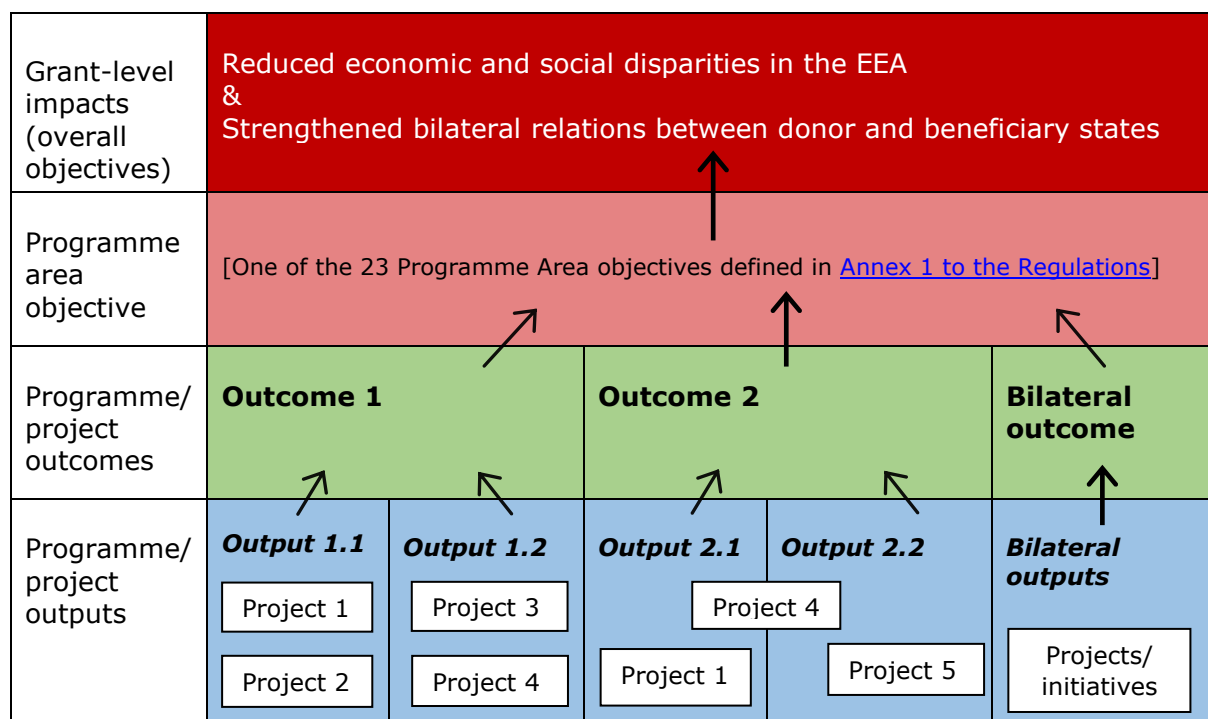 Grant-level
impacts
(overall
objectives)
Reduced economic and social disparities in the EEA
&
Strengthened bilateral relations between donor and beneficiary states
Programme
area
objective
[One of the 23 Programme Area objectives defined in Annex 1 to the Regulations]
Programme/
project
outcomes
Outcome 1
Outcome 2
Bilateral
outcome
Programme/
project
outputs
Output 1.1
Project 1
Project 2
Output 1.2
Project 3
Project 4
Output 2.1
Output 2.2
Project 4
Project 1
Project 5
Bilateral
outputs
Projects/
initiatives